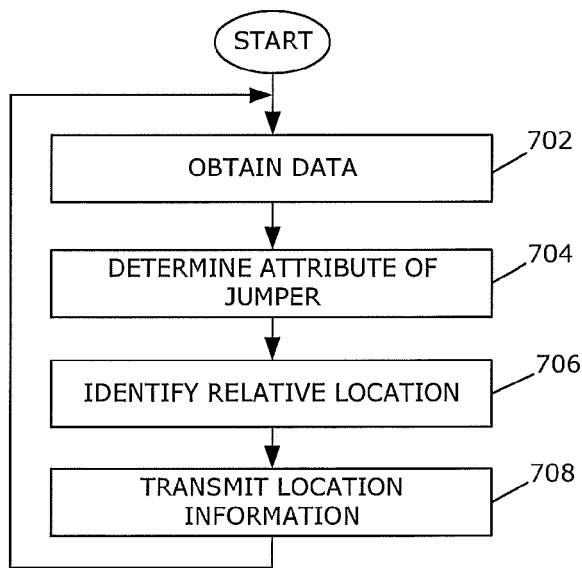 START
OBTAIN DATA
702
DETERMINE ATTRIBUTE OF
JUMPER
704
IDENTIFY RELATIVE LOCATION
706
TRANSMIT LOCATION
INFORMATION
708